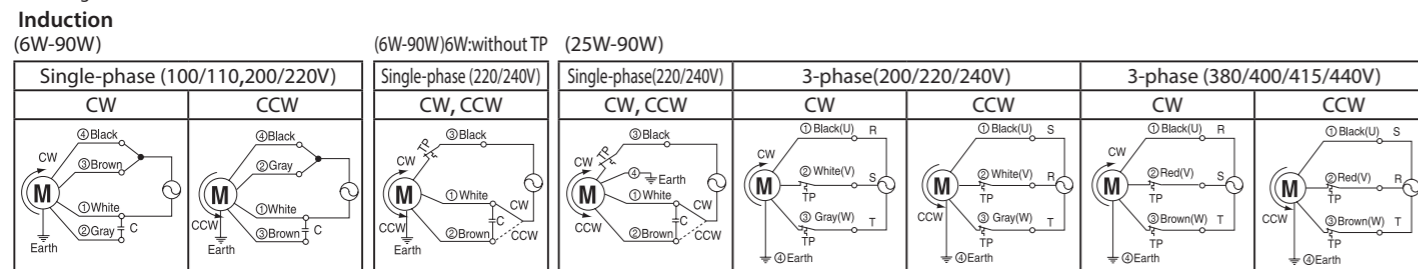 Induction
(6W-90W)
(6W-90W)6W:without TP
(25W-90W)
Single-phase (100/110,200/220V)
Single-phase (220/240V)
Single-phase(220/240V)
3-phase(200/220/240V)
3-phase (380/400/415/440V)
CW
CCW
CW, CCW
CW, CCW
CW
CCW
CW
CCW
④Black
CW
③Brown
M
①White
②Gray
C
Earth
④Black
②Gray
M
①White
CCW
③Brown
C
Earth
③Black
TP
CW
M
①White
CW
C
CCW
②Brown
CCW
Earth
③Black
TP
CW
④
Earth
M
①White
CW
C
②Brown
CCW
①Black(U) R
CW
②White(V)
M
S
TP
③Gray(W) T
TP
④Earth
①Black(U) S
②White(V) R
M
TP
CCW
③Gray(W) T
TP
④Earth
①Black(U) R
CW
②Red(V) S
M
TP
③Brown(W) T
TP
④Earth
①Black(U) S
②Red(V) R
M
TP
CCW
③Brown(W) T
TP
④Earth